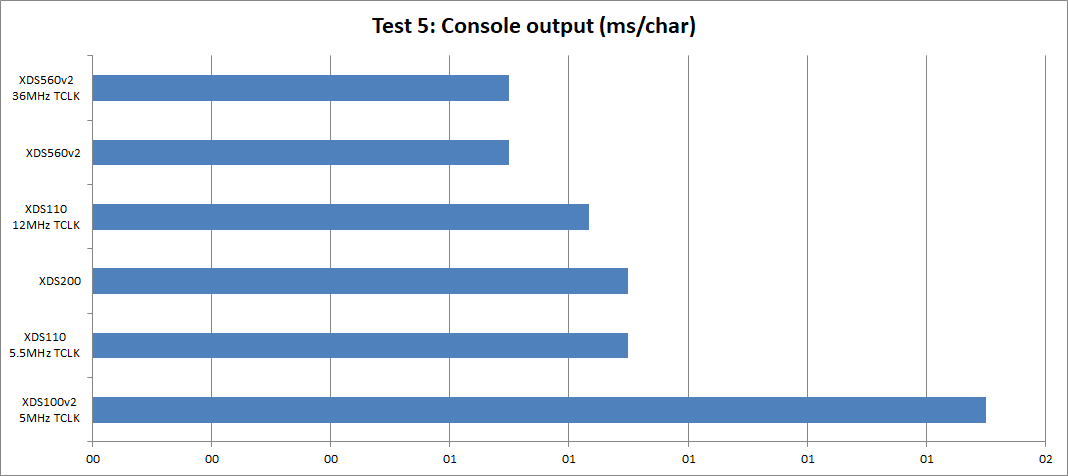 Test 5: Console output (ms/char)
XDS560v2
36MHz TCLK
XDS560v2
XDS110
12MHz TCLK
XDS200
XDS110
5.5MHz TCLK
XDS100v2
5MHz TCLK
00 00 00 01 01 01 01 01 02